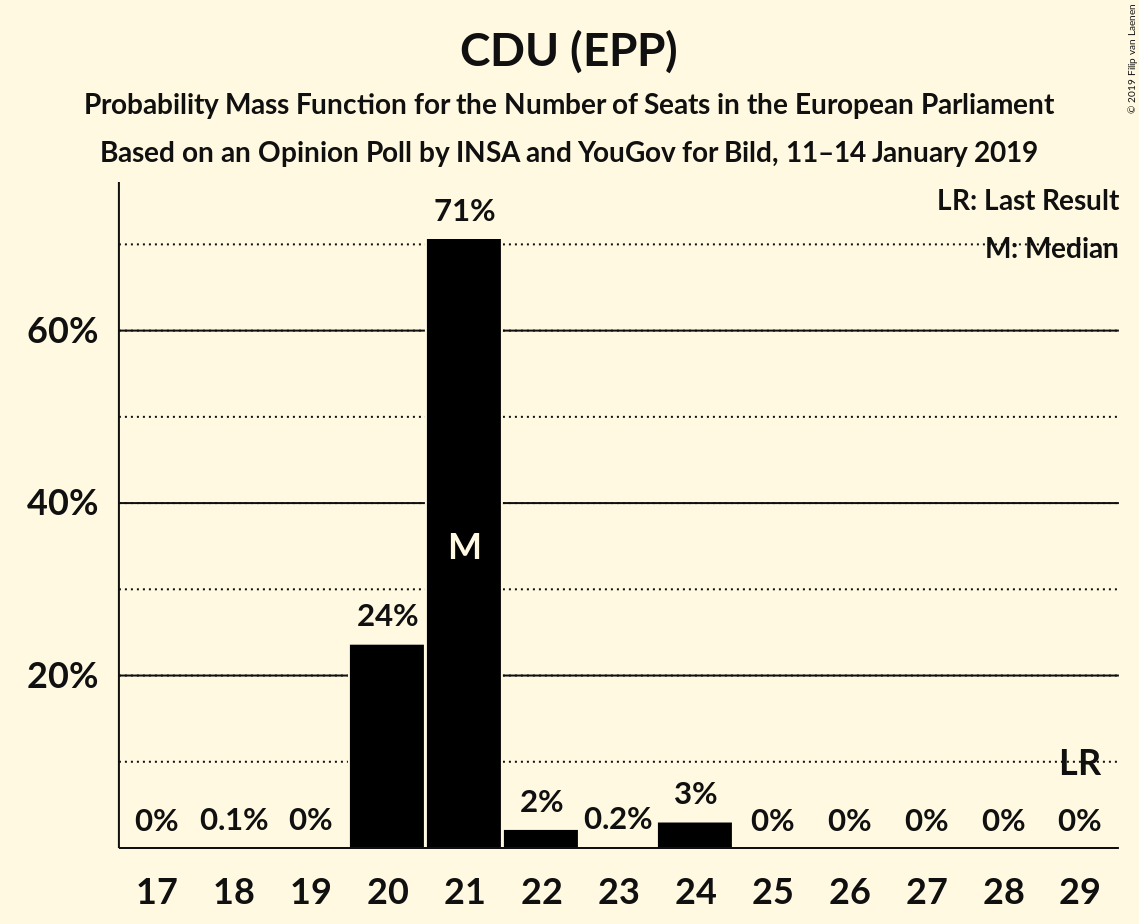 CDU (EPP)
Probability Mass Function for the Number of Seats in the European Parliament
Based on an Opinion Poll by INSA and YouGov for Bild, 11–14 January 2019
© 2019 Filip van Laenen
LR: Last Result
M: Median
71%
60%
M
40%
24%
20%
LR
0% 0.1% 0% 2% 0.2% 3% 0% 0% 0% 0% 0%
17 18 19 20 21 22 23 24 25 26 27 28 29